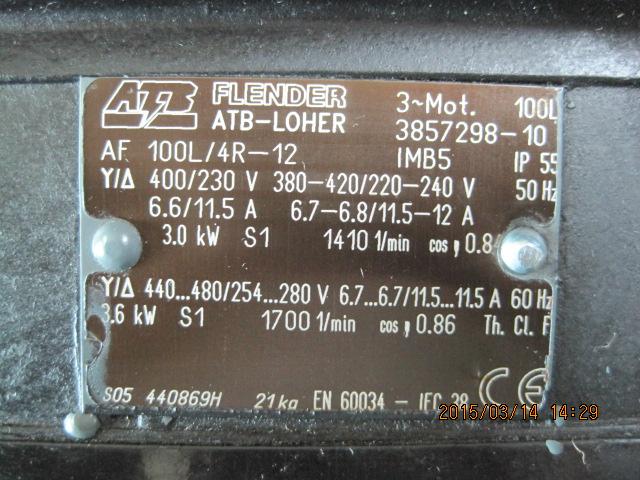 ATB FLENDER 3~Mot. 100L
ATB-LOHER 3857298-10
AF 100L/4R-12 IMB5 IP 55
Y/Δ 400/230 V 380-420/220-240 V 50 Hz
6.6/11.5 A 6.7-6.8/11.5-12 A
3.0 kW S1 1410 1/min cos φ
Y/Δ 440...480/254...280 V 6.7...6.7/11.5...11.5 A 60 Hz
3.6 kW S1 1700 1/min cos φ 0.86 Th. Cl. F
S05 440869H 21kg EN 60034 - IEC 38 CE
2015/03/14 14:29